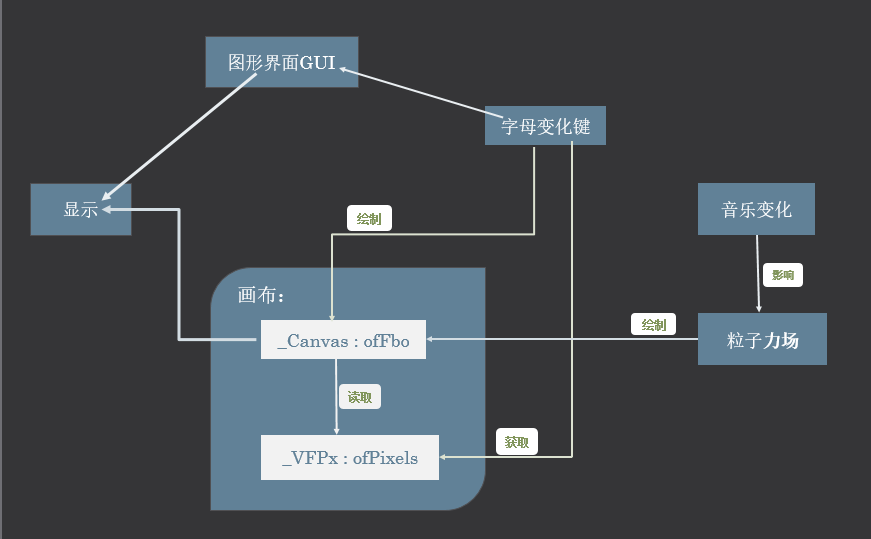 图形界面GUI
字母变化键
显示
音乐变化
绘制
影响
画布：
绘制
_Canvas : ofFbo
粒子力场
读取
获取
_VFPx : ofPixels